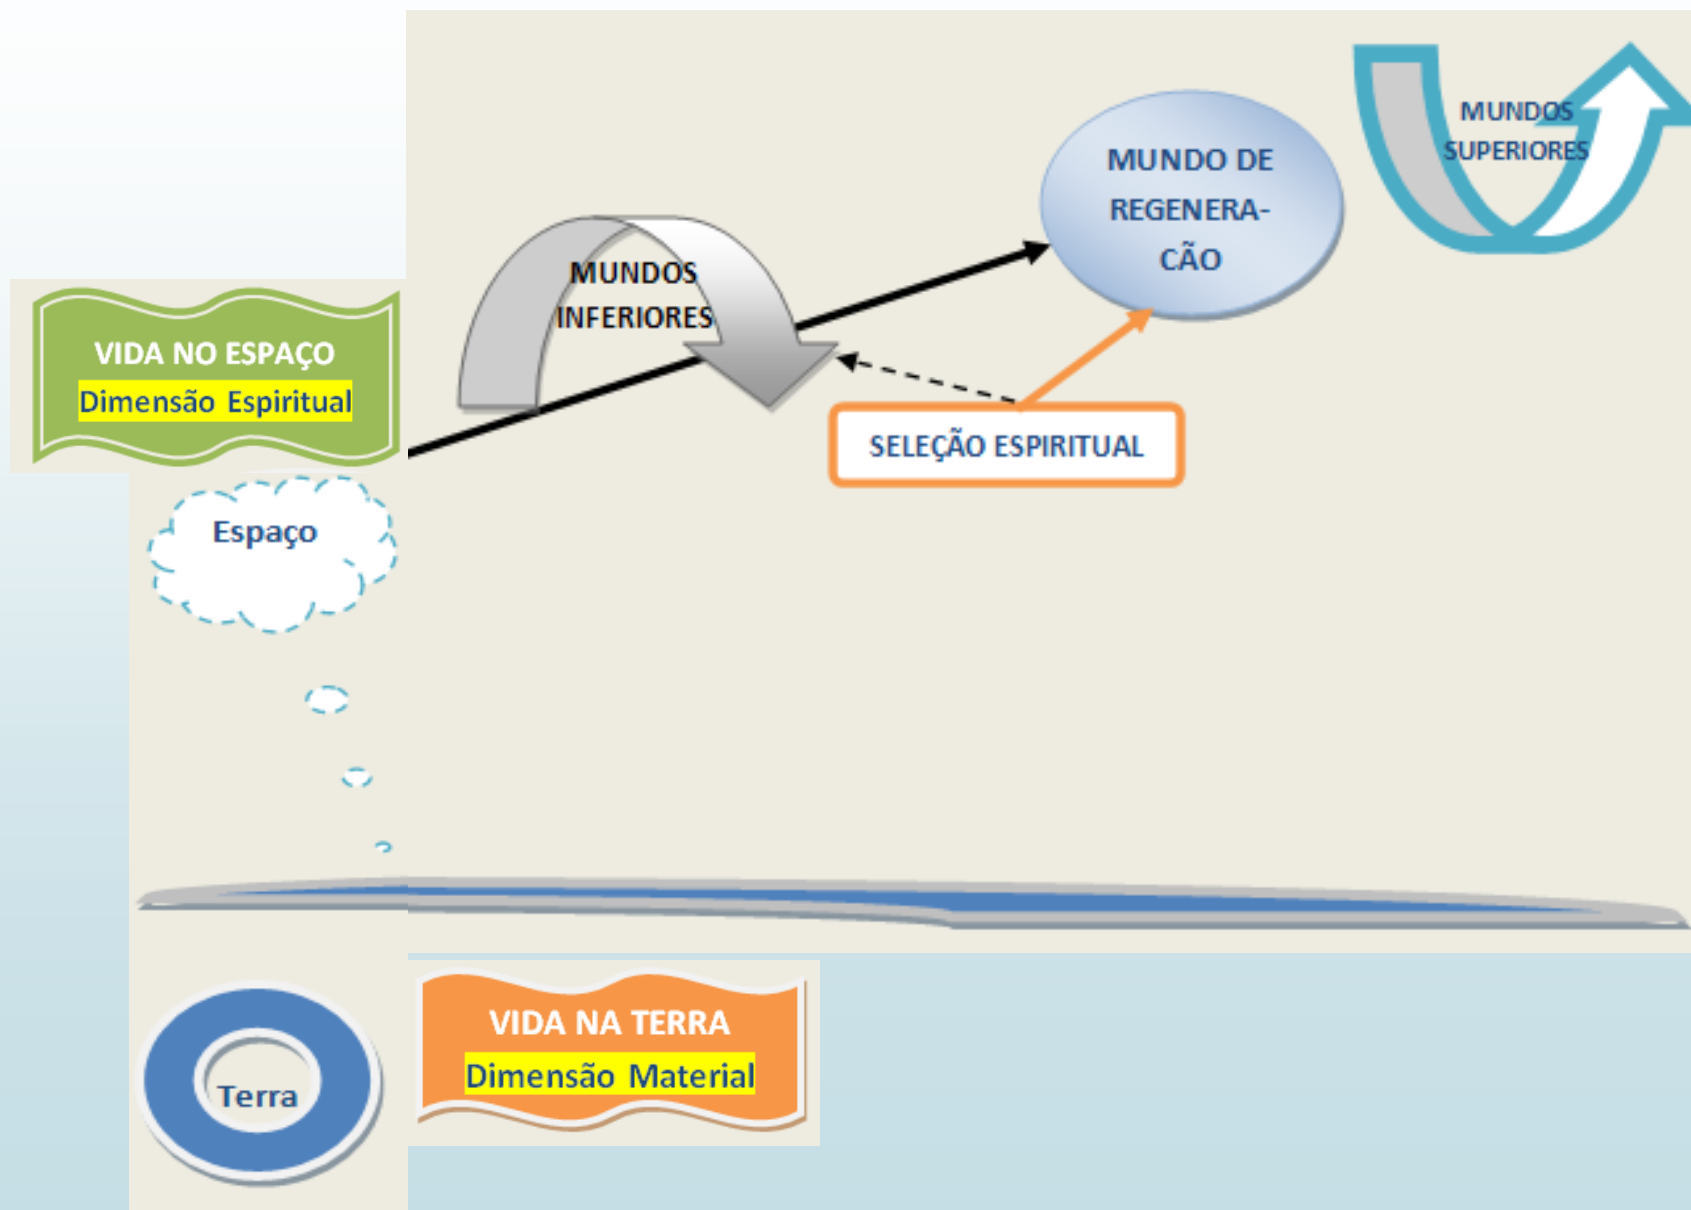 MUNDOS
SUPERIORES
MUNDO DE
REGENERA-
CÃO
MUNDOS
INFERIORES
VIDA NO ESPAÇO
Dimensão Espiritual
SELEÇÃO ESPIRITUAL
Espaço
VIDA NA TERRA
Dimensão Material
Terra